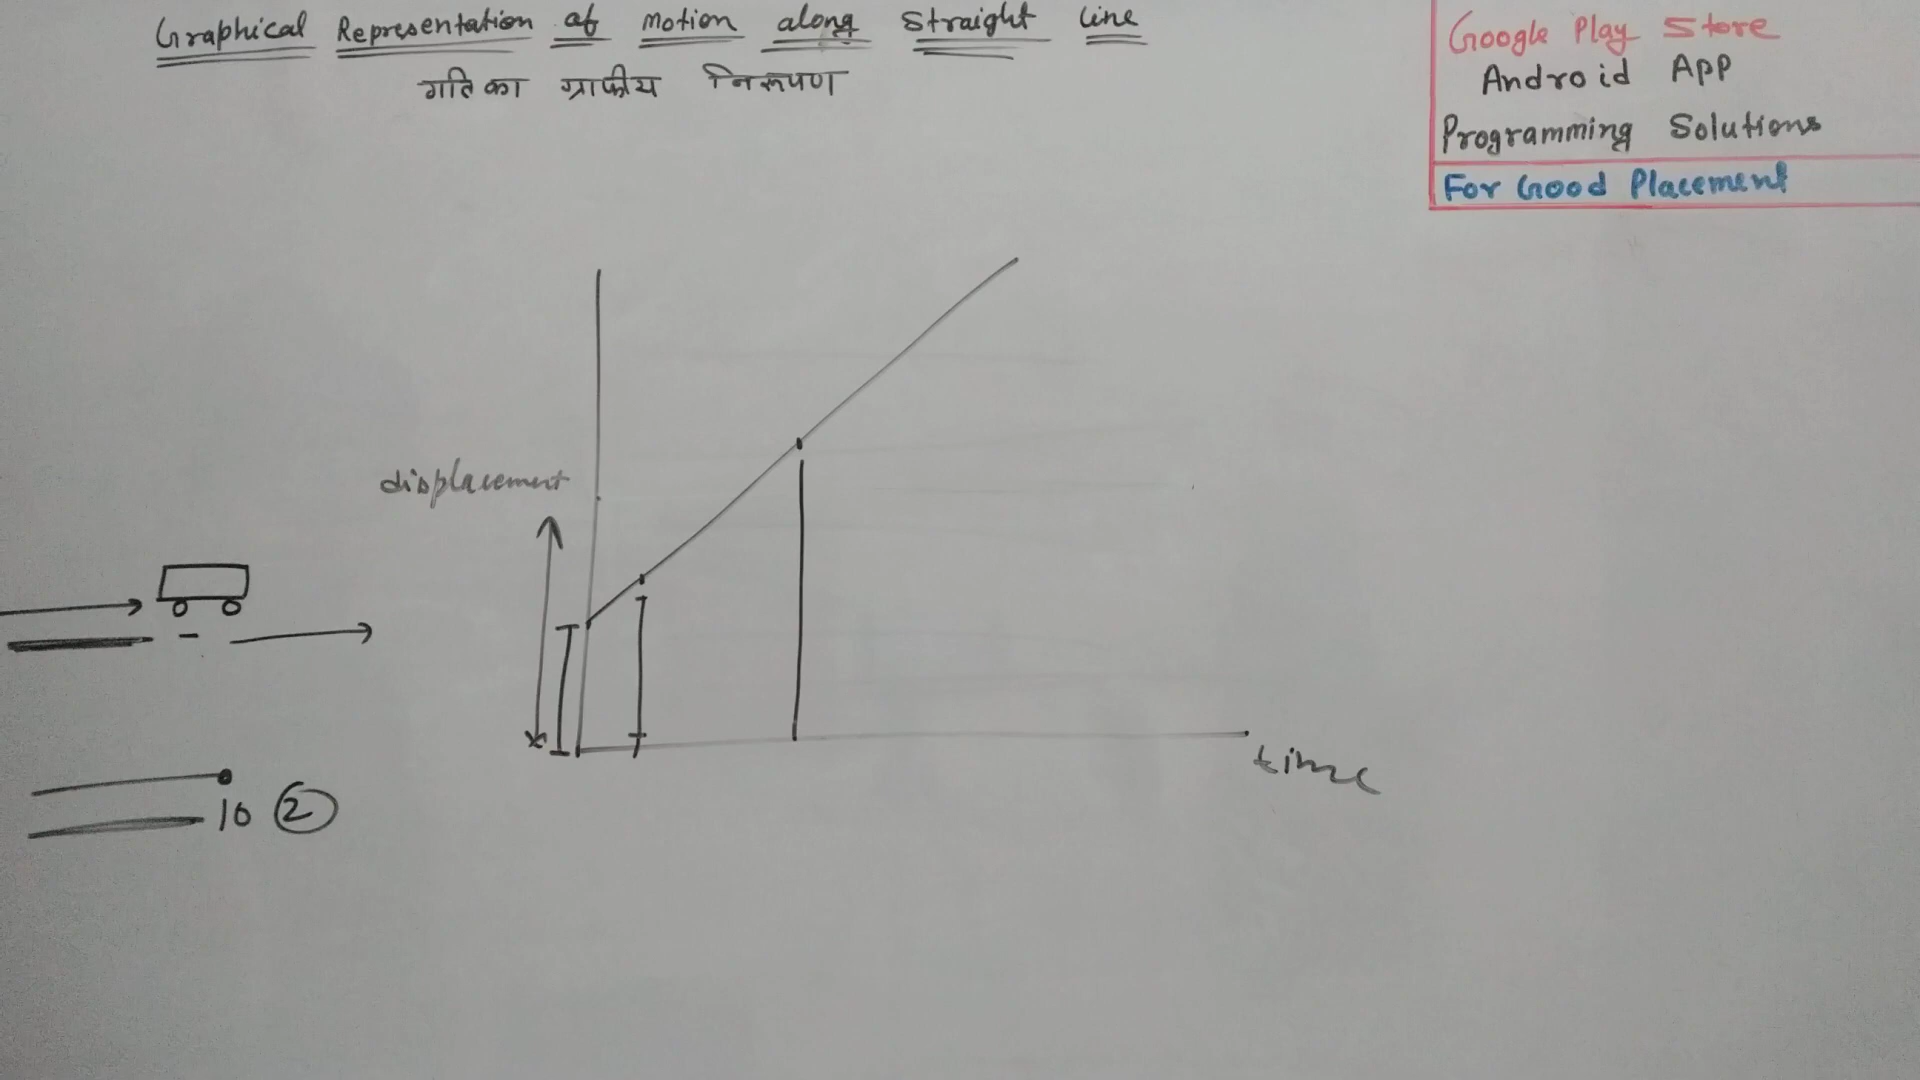 Graphical Representation of motion along Straight line
गति का ग्राफीय निरूपण
Google Play Store
Android App
Programming Solutions
For Good Placement
displacement
time
10 2